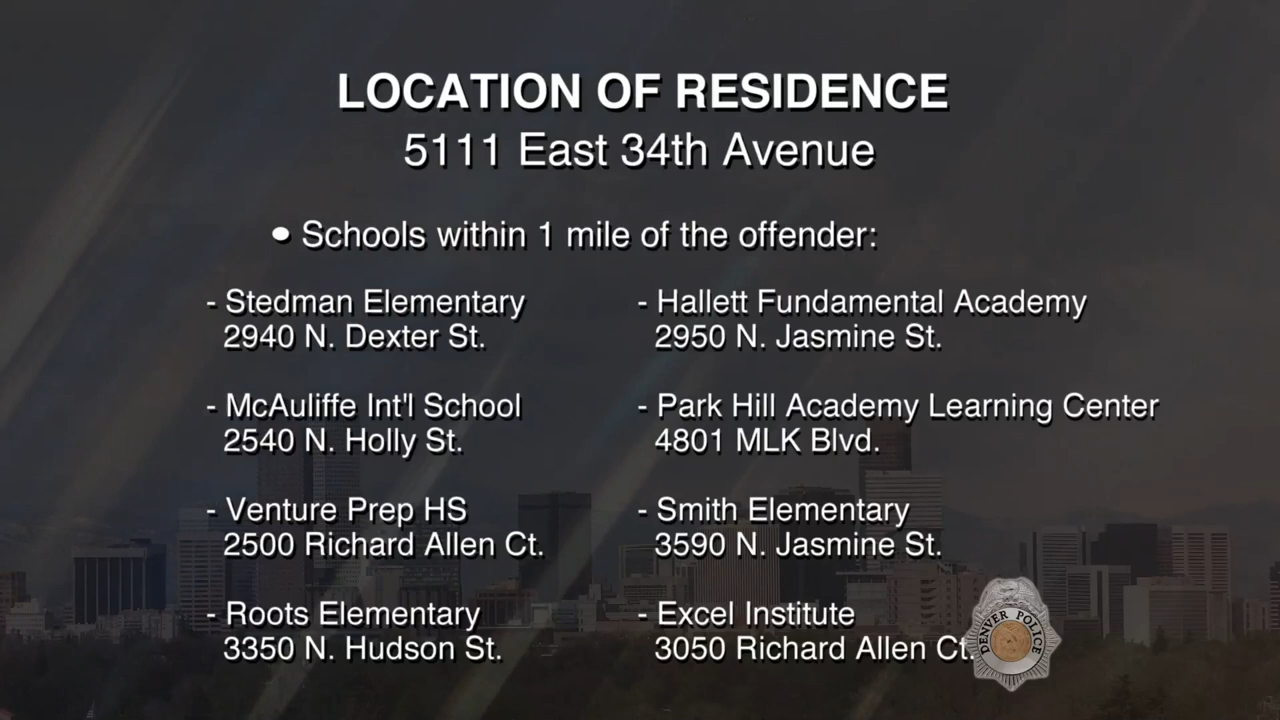 LOCATION OF RESIDENCE
5111 East 34th Avenue
• Schools within 1 mile of the offender:
- Stedman Elementary
2940 N. Dexter St.
- McAuliffe Int'l School
2540 N. Holly St.
- Venture Prep HS
2500 Richard Allen Ct.
- Roots Elementary
3350 N. Hudson St.
- Hallett Fundamental Academy
2950 N. Jasmine St.
- Park Hill Academy Learning Center
4801 MLK Blvd.
- Smith Elementary
3590 N. Jasmine St.
- Excel Institute
3050 Richard Allen Ct.
DENVER POLICE